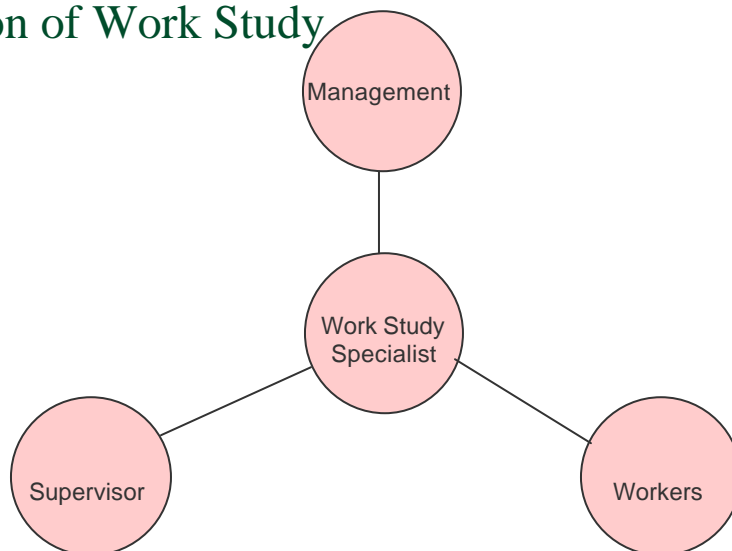 on of Work Study
Management
Work Study
Specialist
Supervisor
Workers